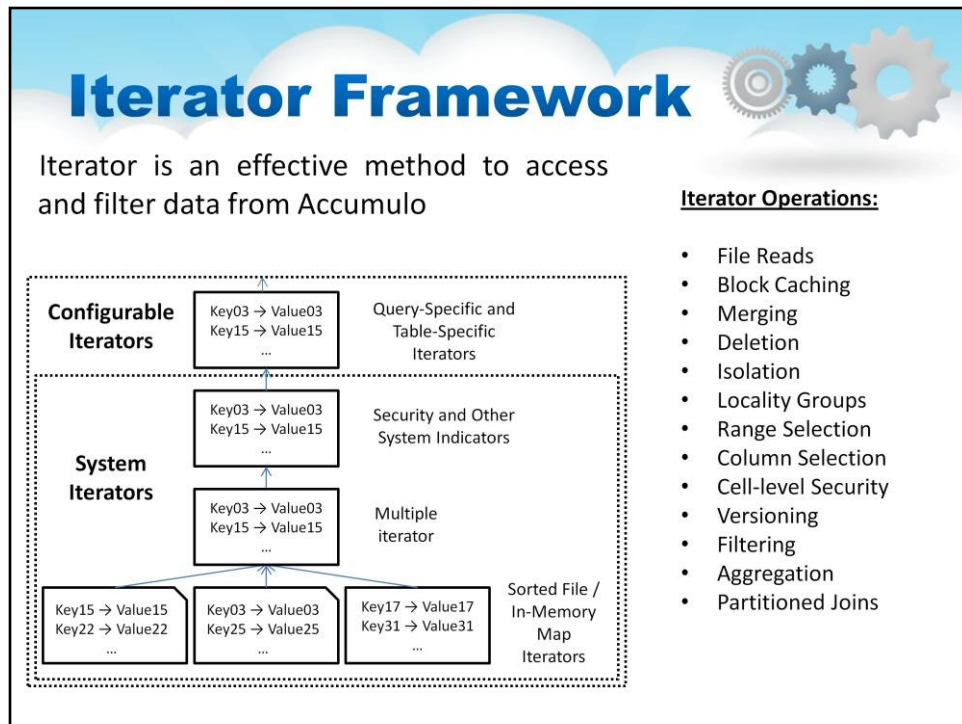 Iterator Framework
Iterator is an effective method to access
and filter data from Accumulo
Configurable
Iterators
Key03 → Value03
Key15 → Value15
...
Query-Specific and
Table-Specific
Iterators
System
Iterators
Key03 → Value03
Key15 → Value15
...
Security and Other
System Indicators
Key03 → Value03
Key15 → Value15
...
Multiple
iterator
Key15 → Value15
Key22 → Value22
...
Key03 → Value03
Key25 → Value25
...
Key17 → Value17
Key31 → Value31
...
Sorted File /
In-Memory
Map
Iterators
Iterator Operations:
• File Reads
• Block Caching
• Merging
• Deletion
• Isolation
• Locality Groups
• Range Selection
• Column Selection
• Cell-level Security
• Versioning
• Filtering
• Aggregation
• Partitioned Joins